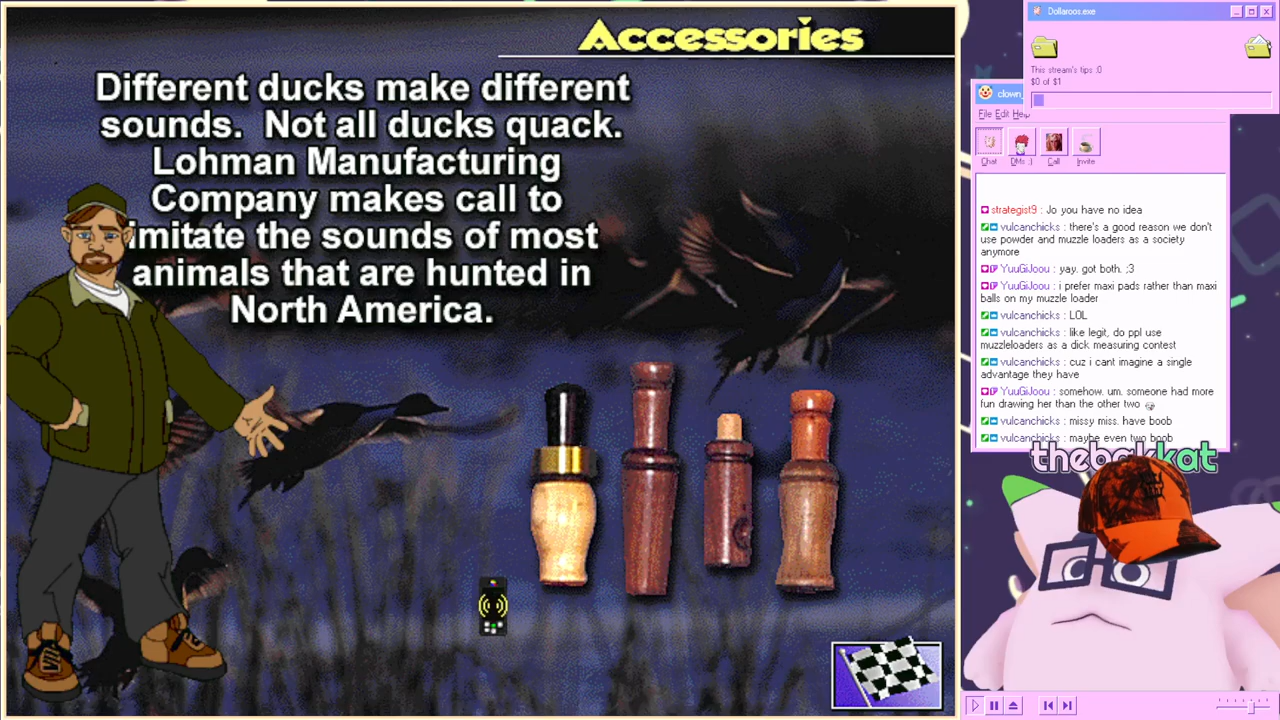 Accessories
Different ducks make different
sounds. Not all ducks quack.
Lohman Manufacturing
Company makes call to
imitate the sounds of most
animals that are hunted in
North America.
Dollaroos.exe
This stream's tips :0
$0 of $1
clown_
File Edit Help
Chat
DMs :)
Call
Invite
strategist9 : Jo you have no idea
vulcanchicks : there's a good reason we don't
use powder and muzzle loaders as a society
anymore
YuuGiJoou : yay. got both. :3
YuuGiJoou : i prefer maxi pads rather than maxi
balls on my muzzle loader
vulcanchicks : LOL
vulcanchicks : like legit, do ppl use
muzzleloaders as a dick measuring contest
vulcanchicks : cuz i cant imagine a single
advantage they have
YuuGiJoou : somehow. um. someone had more
fun drawing her than the other two
vulcanchicks : missy miss. have boob
vulcanchicks : maybe even two boob
thebakkat